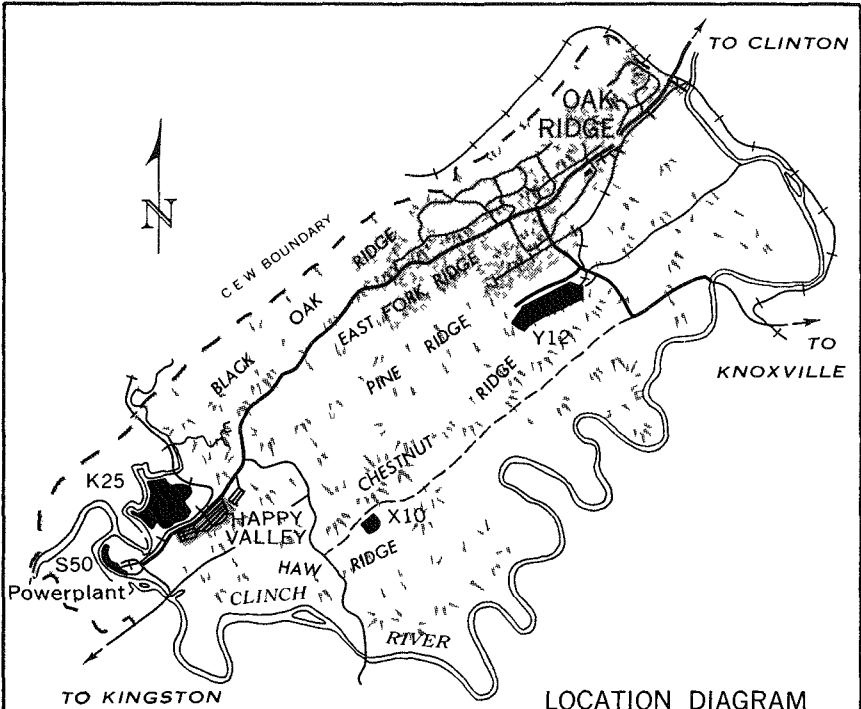 TO CLINTON
OAK
RIDGE
N
C E W BOUNDARY
BLACK OAK RIDGE
EAST FORK RIDGE
PINE RIDGE
Y12
TO
KNOXVILLE
CHESTNUT RIDGE
K25
HAPPY
VALLEY
X10
HAW RIDGE
S50
Powerplant
CLINCH
RIVER
TO KINGSTON
LOCATION DIAGRAM